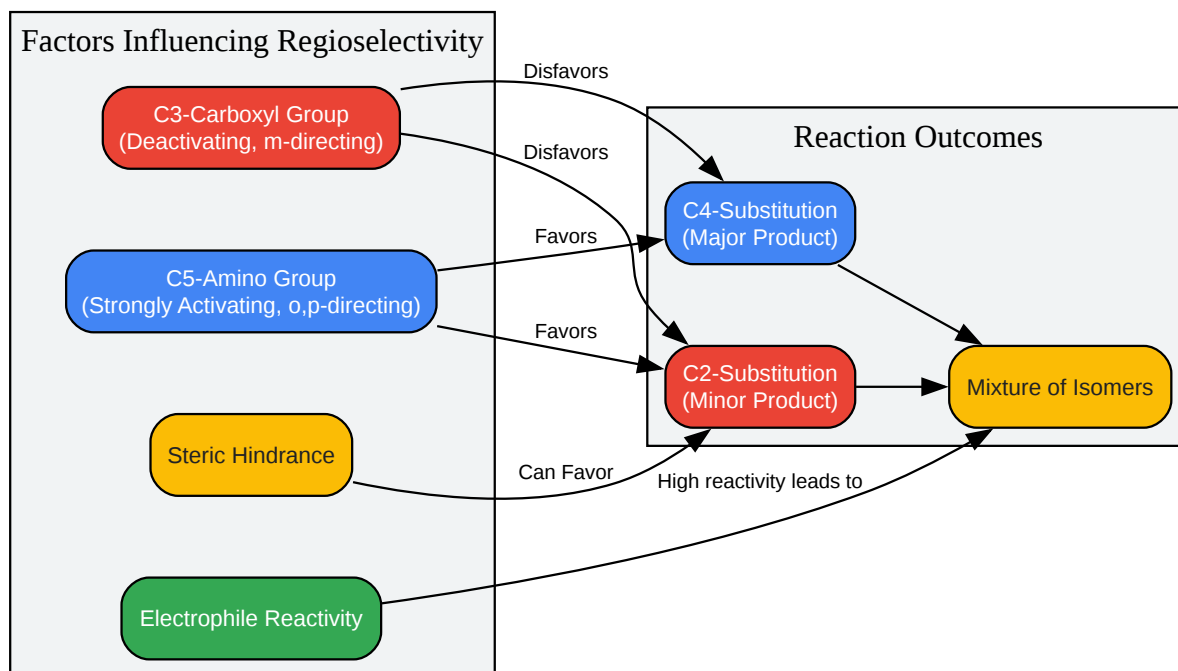 Factors Influencing Regioselectivity
C3-Carboxyl Group
(Deactivating, m-directing)
C5-Amino Group
(Strongly Activating, o,p-directing)
Steric Hindrance
Electrophile Reactivity
Disfavors
Disfavors
Favors
Favors
Can Favor
High reactivity leads to
Reaction Outcomes
C4-Substitution
(Major Product)
C2-Substitution
(Minor Product)
Mixture of Isomers